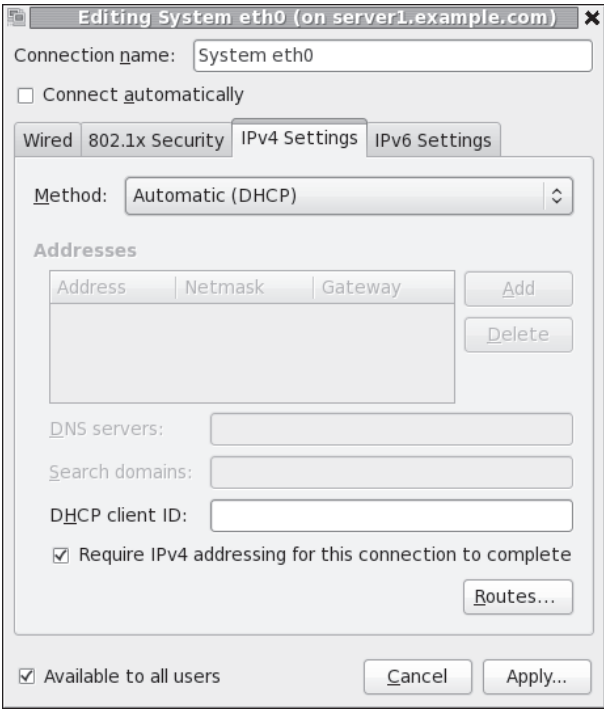 Editing System eth0 (on server1.example.com)
Connection name: System eth0
Connect automatically
Wired 802.1x Security IPv4 Settings IPv6 Settings
Method: Automatic (DHCP)
Addresses
Address Netmask Gateway Add
Delete
DNS servers:
Search domains:
DHCP client ID:
Require IPv4 addressing for this connection to complete
Routes...
Available to all users Cancel Apply...